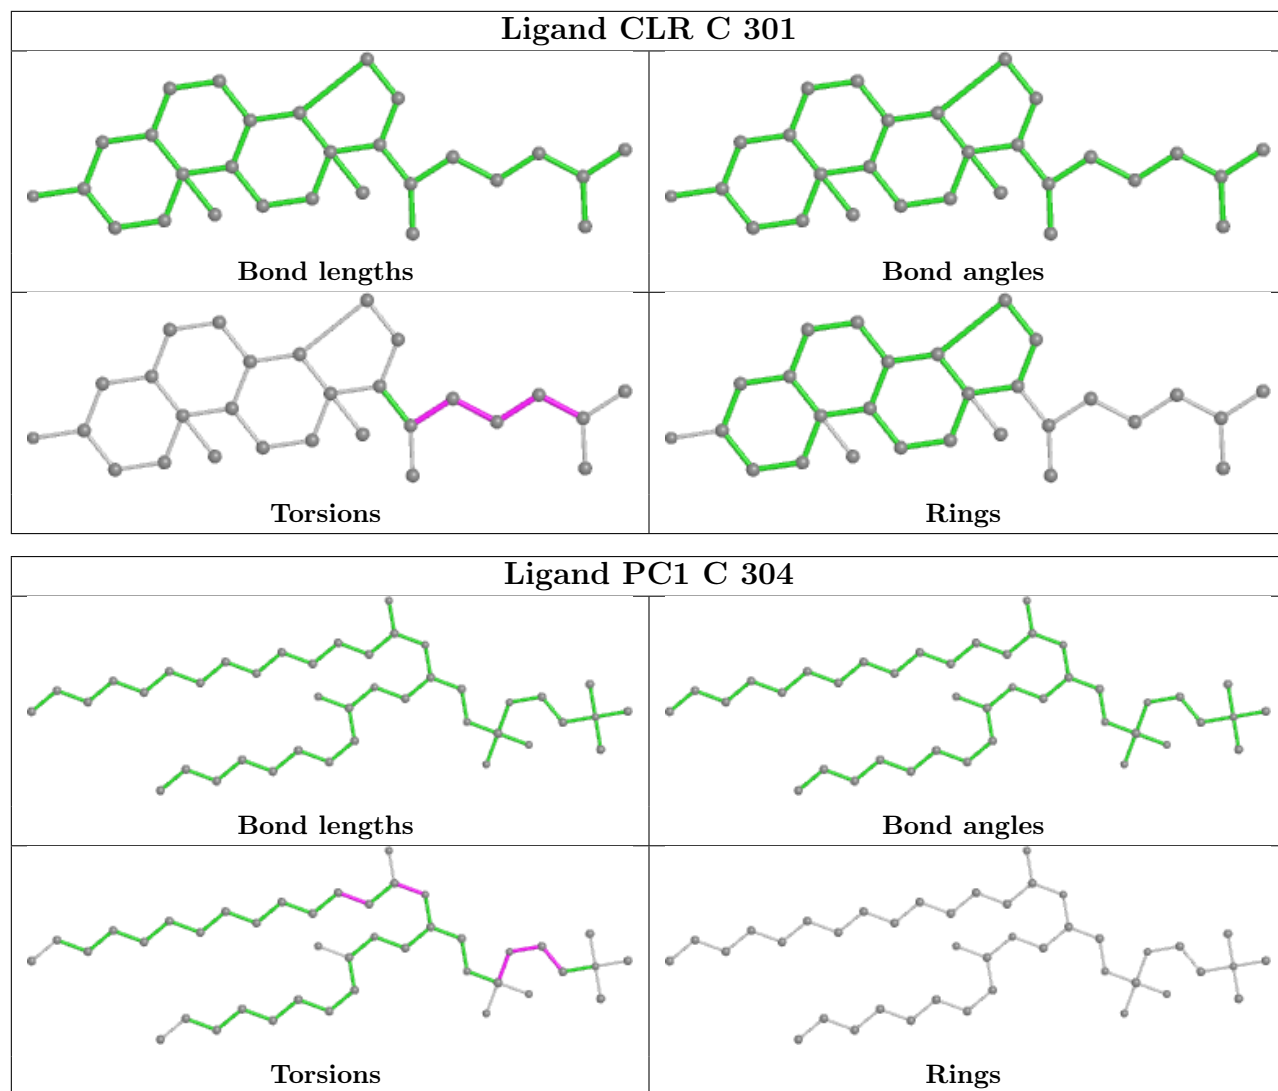 Ligand CLR C 301
Bond lengths
Bond angles
Torsions
Rings
Ligand PC1 C 304
Bond lengths
Bond angles
Torsions
Rings